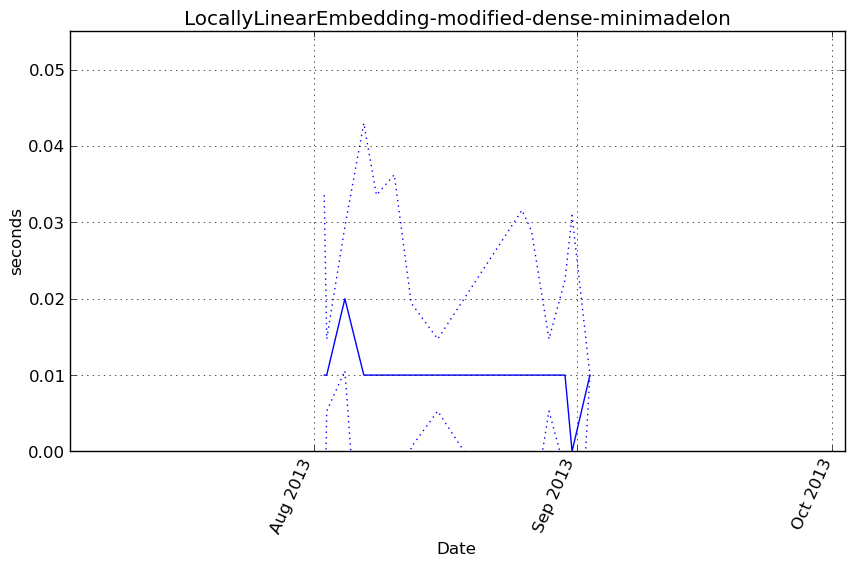 LocallyLinearEmbedding-modified-dense-minimadelon
0.05
0.04
0.03
0.02
0.01
0.00
seconds
Aug 2013
Sep 2013
Oct 2013
Date